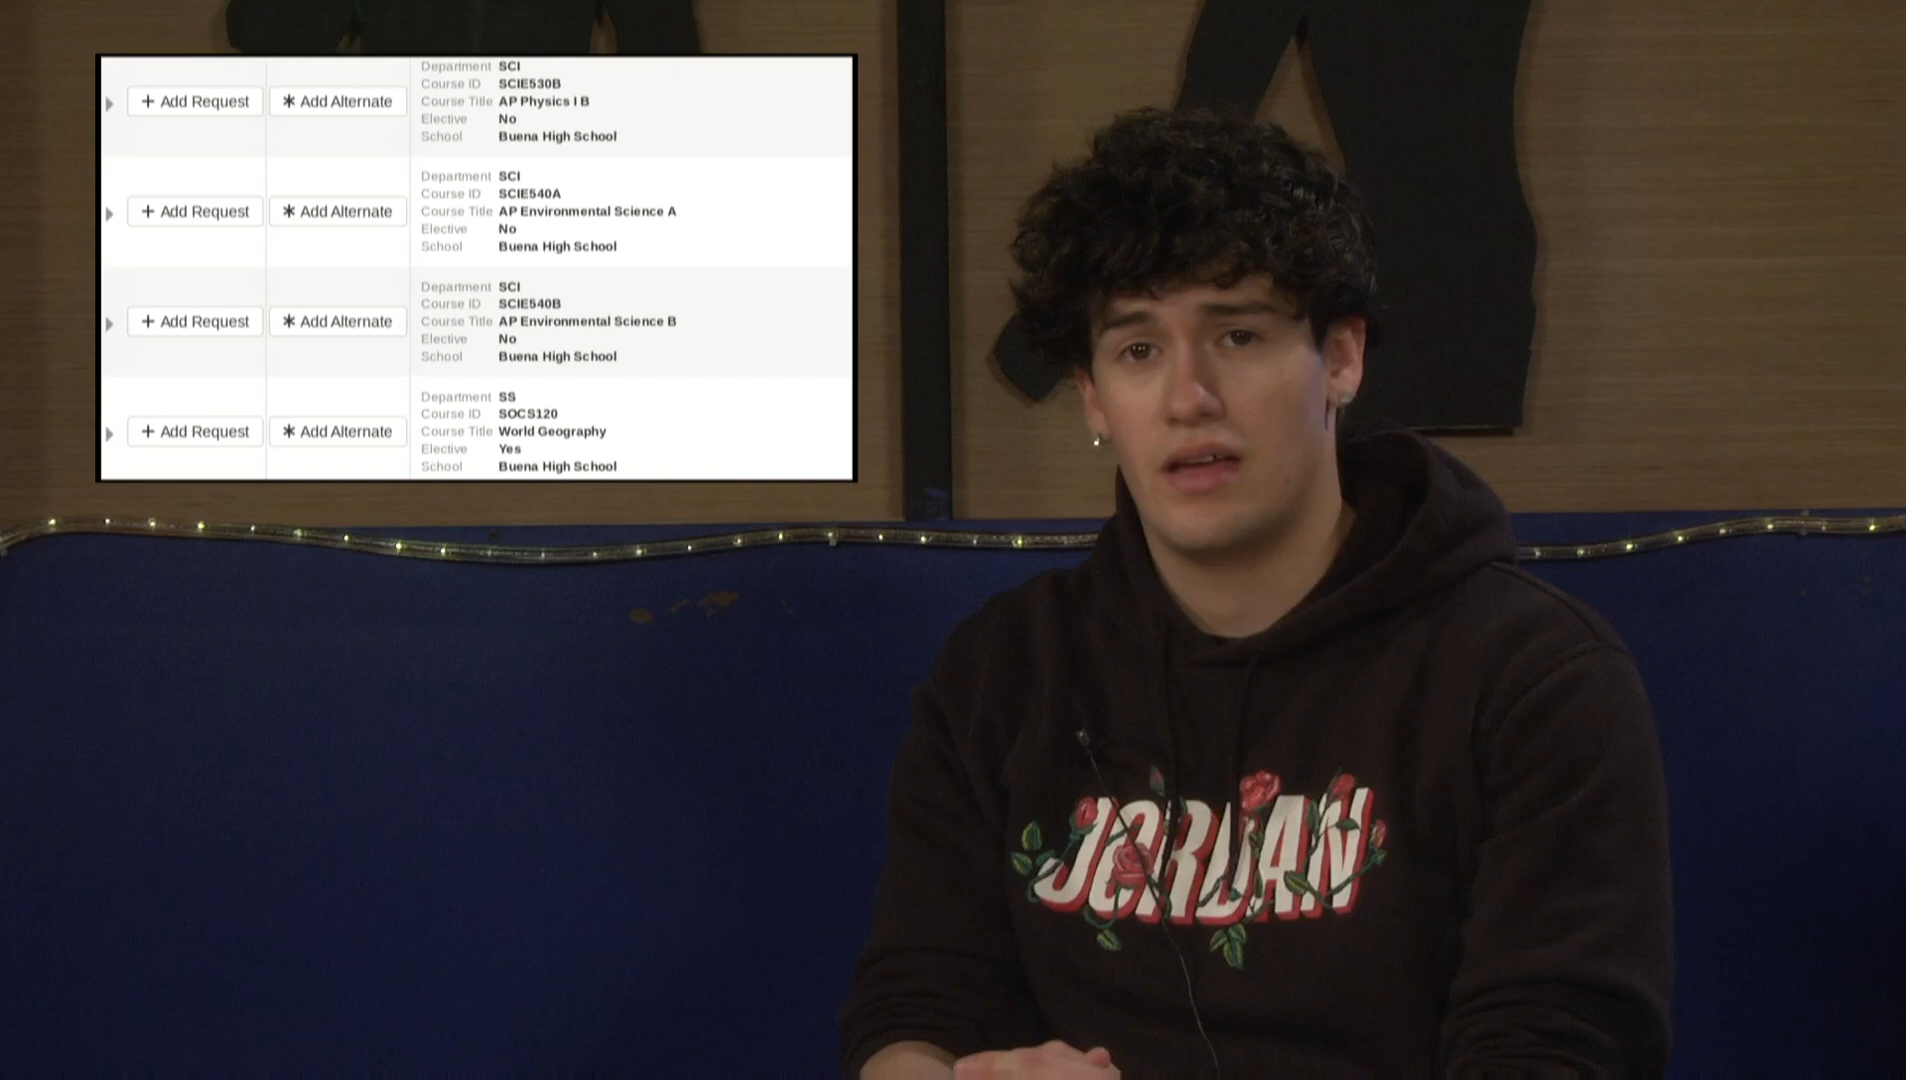 Department SCI
Course ID SCIE530B
+ Add Request * Add Alternate Course Title AP Physics I B
Elective No
School Buena High School
Department SCI
Course ID SCIE540A
+ Add Request * Add Alternate Course Title AP Environmental Science A
Elective No
School Buena High School
Department SCI
Course ID SCIE540B
+ Add Request * Add Alternate Course Title AP Environmental Science B
Elective No
School Buena High School
Department SS
Course ID SOCS120
+ Add Request * Add Alternate Course Title World Geography
Elective Yes
School Buena High School
JORDAN